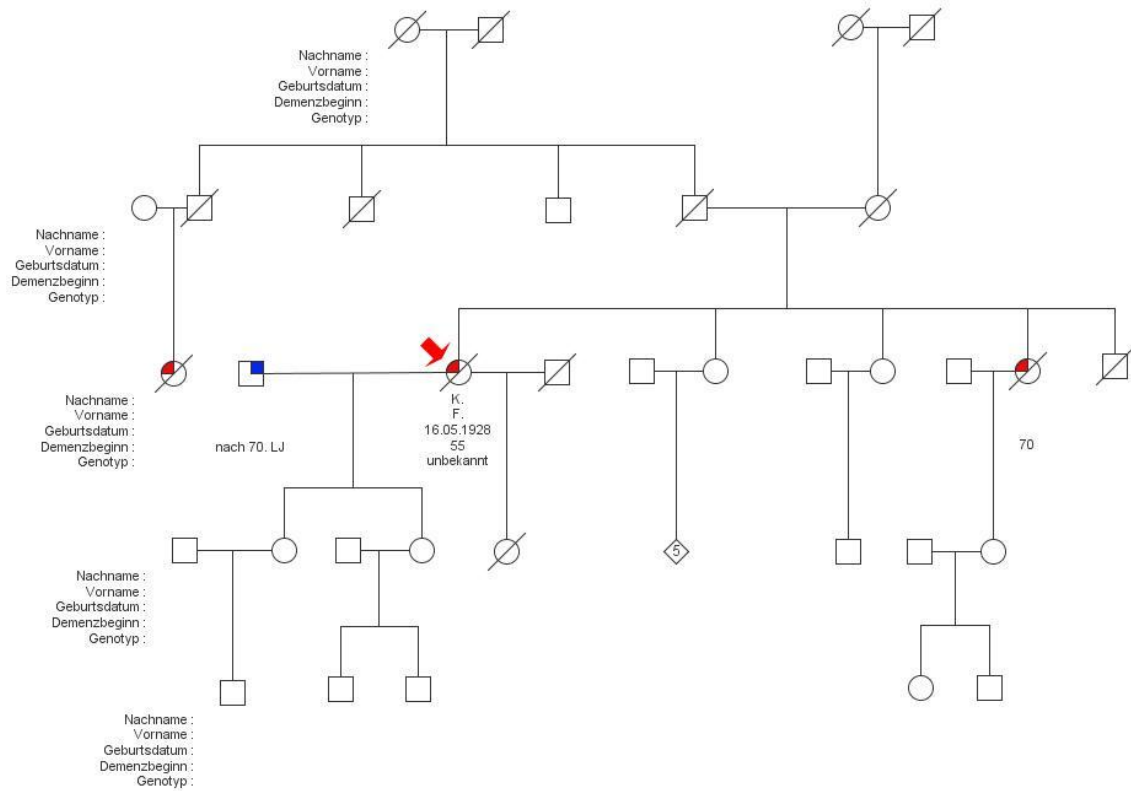 Nachname :
Vorname :
Geburtsdatum :
Demenzbeginn :
Genotyp :
Nachname :
Vorname :
Geburtsdatum :
Demenzbeginn :
Genotyp :
Nachname :
Vorname :
Geburtsdatum :
Demenzbeginn :
Genotyp :
nach 70. LJ
K.
F.
16.05.1928
55
unbekannt
70
5
Nachname :
Vorname :
Geburtsdatum :
Demenzbeginn :
Genotyp :
Nachname :
Vorname :
Geburtsdatum :
Demenzbeginn :
Genotyp :